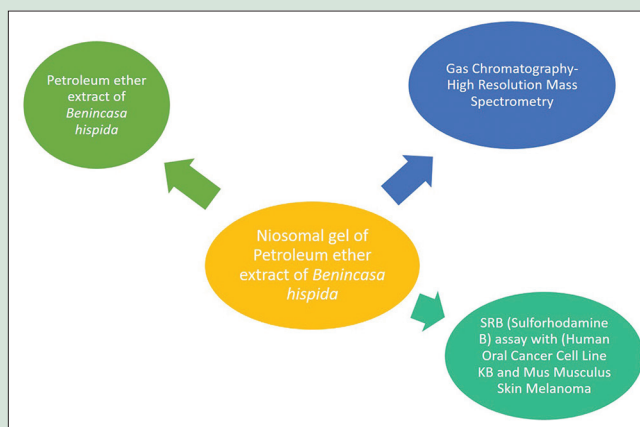 Petroleum ether
extract of
Benincasa
hispida
Gas Chromatography-
High Resolution Mass
Spectrometry
Niosomal gel of
Petroleum ether
extract of Benincasa
hispida
SRB (Sulforhodamine
B) assay with (Human
Oral Cancer Cell Line
KB and Mus Musculus
Skin Melanoma